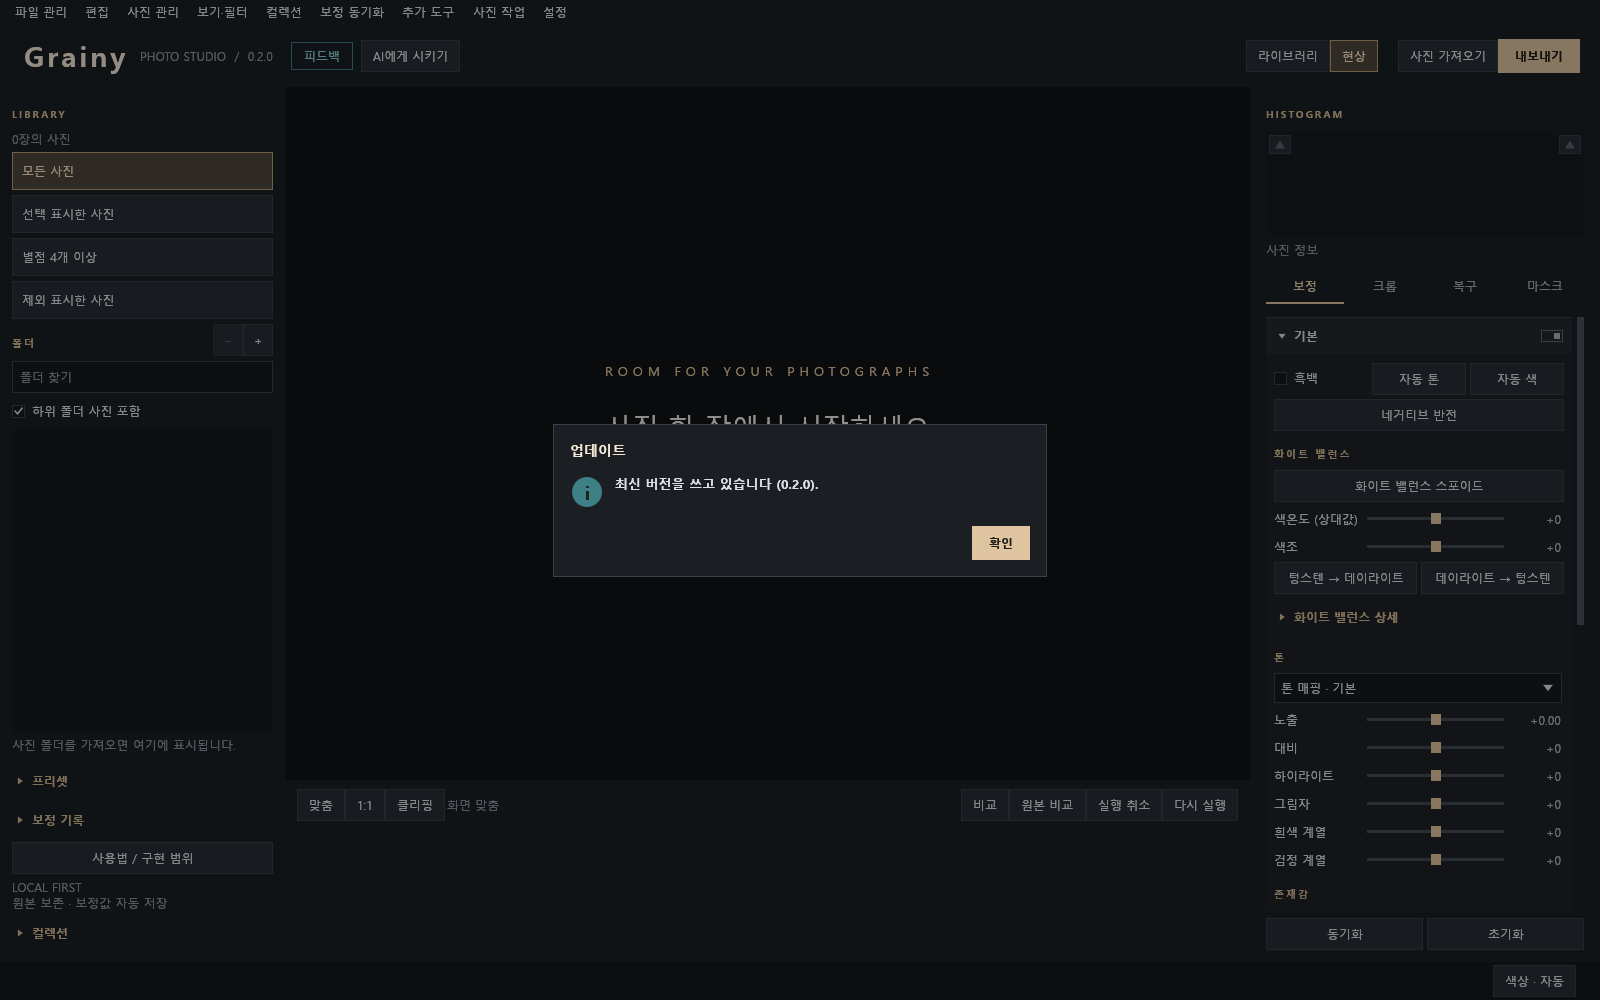 파일 관리 편집 사진 관리 보기·필터 컬렉션 보정 동기화 추가 도구 사진 작업 설정
Grainy PHOTO STUDIO / 0.2.0 피드백 AI에게 시키기 라이브러리 현상 사진 가져오기 내보내기
LIBRARY
0장의 사진
모든 사진
선택 표시한 사진
별점 4개 이상
제외 표시한 사진
폴더 − +
폴더 찾기
하위 폴더 사진 포함
사진 폴더를 가져오면 여기에 표시됩니다.
프리셋
보정 기록
사용법 / 구현 범위
LOCAL FIRST
원본 보존 · 보정값 자동 저장
컬렉션
ROOM FOR YOUR PHOTOGRAPHS
사진 한 장에서 시작하세요
업데이트
최신 버전을 쓰고 있습니다 (0.2.0).
확인
맞춤 1:1 클리핑 화면 맞춤 비교 원본 비교 실행 취소 다시 실행
HISTOGRAM
사진 정보
보정 크롭 복구 마스크
기본
흑백 자동 톤 자동 색
네거티브 반전
화이트 밸런스
화이트 밸런스 스포이드
색온도 (상대값) +0
색조 +0
텅스텐 → 데이라이트 데이라이트 → 텅스텐
화이트 밸런스 상세
톤
톤 매핑 · 기본
노출 +0.00
대비 +0
하이라이트 +0
그림자 +0
흰색 계열 +0
검정 계열 +0
존재감
동기화 초기화
색상 · 자동